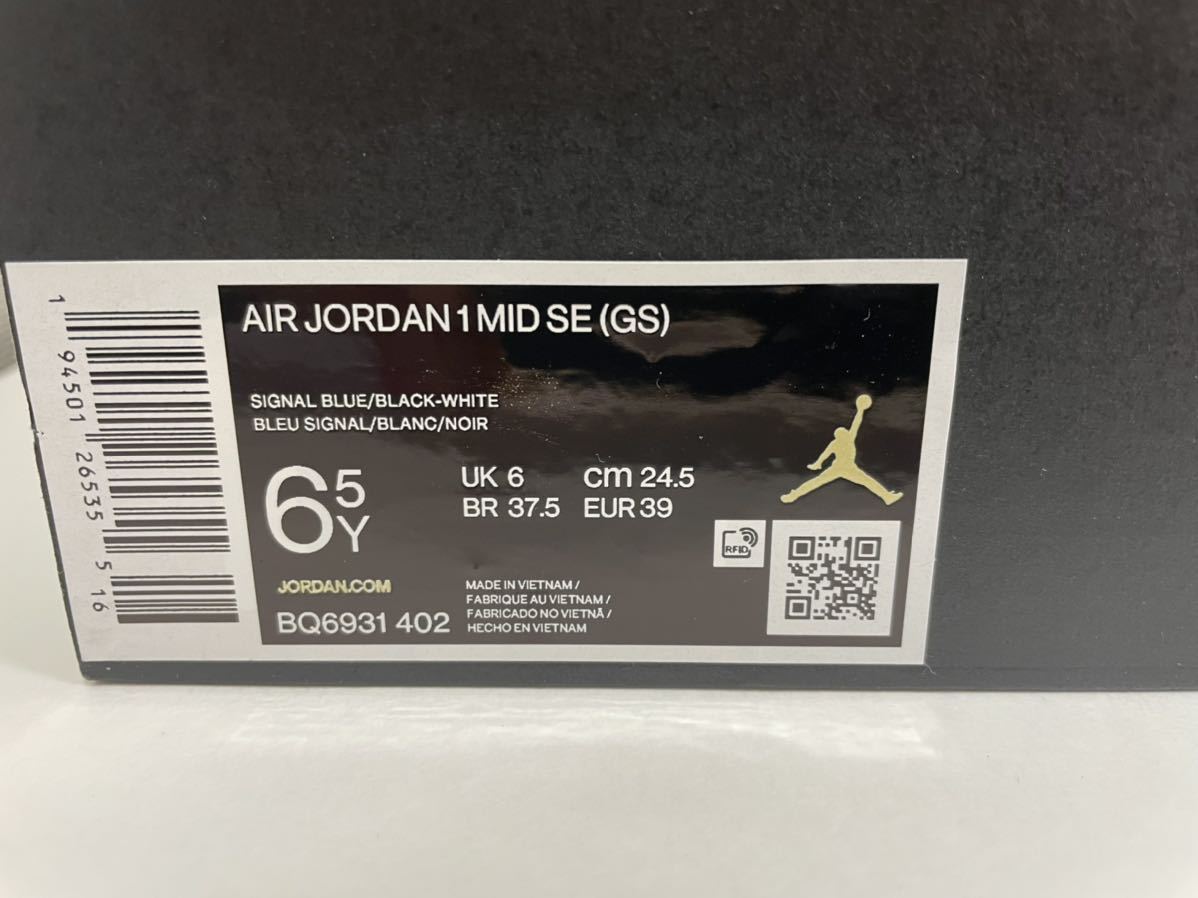 AIR JORDAN 1 MID SE (GS)
SIGNAL BLUE/BLACK-WHITE
BLEU SIGNAL/BLANC/NOIR
6 5Y
UK 6 cm 24.5
BR 37.5 EUR 39
RFID
JORDAN.COM
BQ6931 402
MADE IN VIETNAM /
FABRIQUE AU VIETNAM /
FABRICADO NO VIETNÃ /
HECHO EN VIETNAM
1 94501 26535 5 16